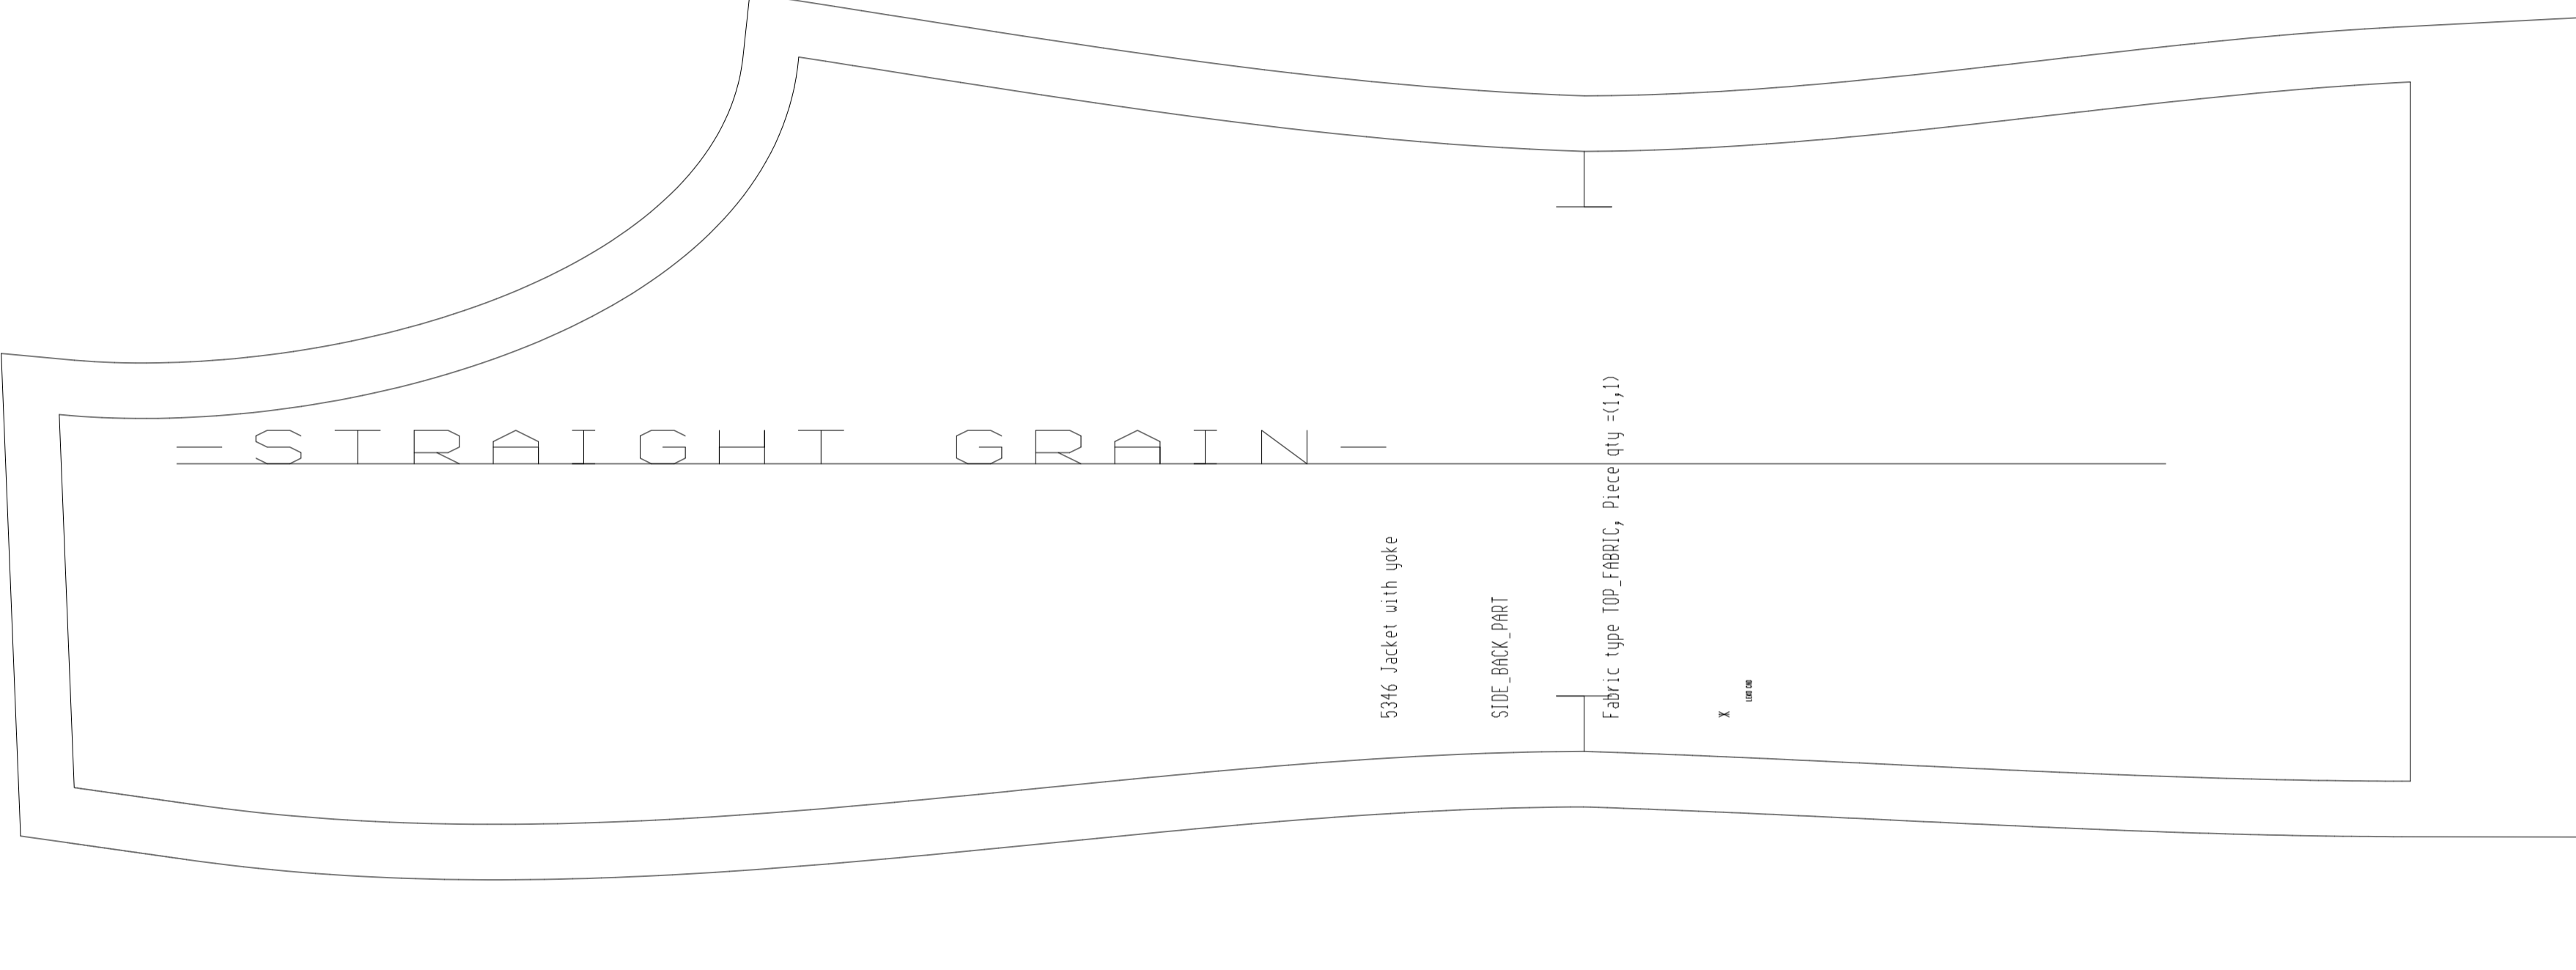 -STRAIGHT GRAIN-
5346 Jacket with yoke
SIDE_BACK_PART
Fabric type TOP_FABRIC, Piece qty =(1,1)